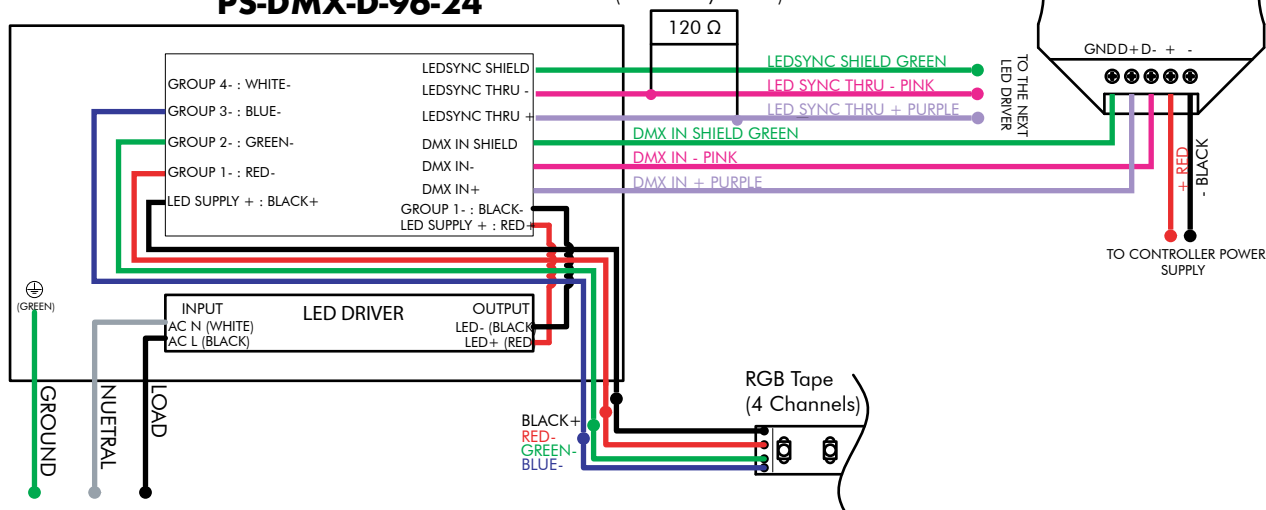 PS-DMX-D-96-24
120 Ω
GND D+ D- + -
LEDSYNC SHIELD
LEDSYNC SHIELD GREEN
GROUP 4- : WHITE-
LEDSYNC THRU -
LED SYNC THRU - PINK
GROUP 3- : BLUE-
LEDSYNC THRU +
LED SYNC THRU + PURPLE
TO THE NEXT
LED DRIVER
GROUP 2- : GREEN-
DMX IN SHIELD
DMX IN SHIELD GREEN
GROUP 1- : RED-
DMX IN-
DMX IN - PINK
DMX IN+
DMX IN + PURPLE
LED SUPPLY + : BLACK+
GROUP 1- : BLACK-
LED SUPPLY + : RED+
+ RED
- BLACK
TO CONTROLLER POWER
SUPPLY
(GREEN)
INPUT
LED DRIVER
OUTPUT
AC N (WHITE)
LED- (BLACK
AC L (BLACK)
LED+ (RED
GROUND
NUETRAL
LOAD
RGB Tape
(4 Channels)
BLACK+
RED-
GREEN-
BLUE-